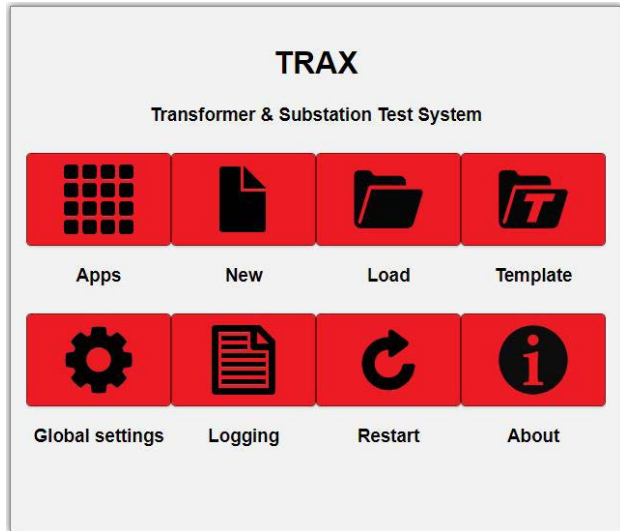 TRAX
Transformer & Substation Test System
Apps New Load Template
Global settings Logging Restart About